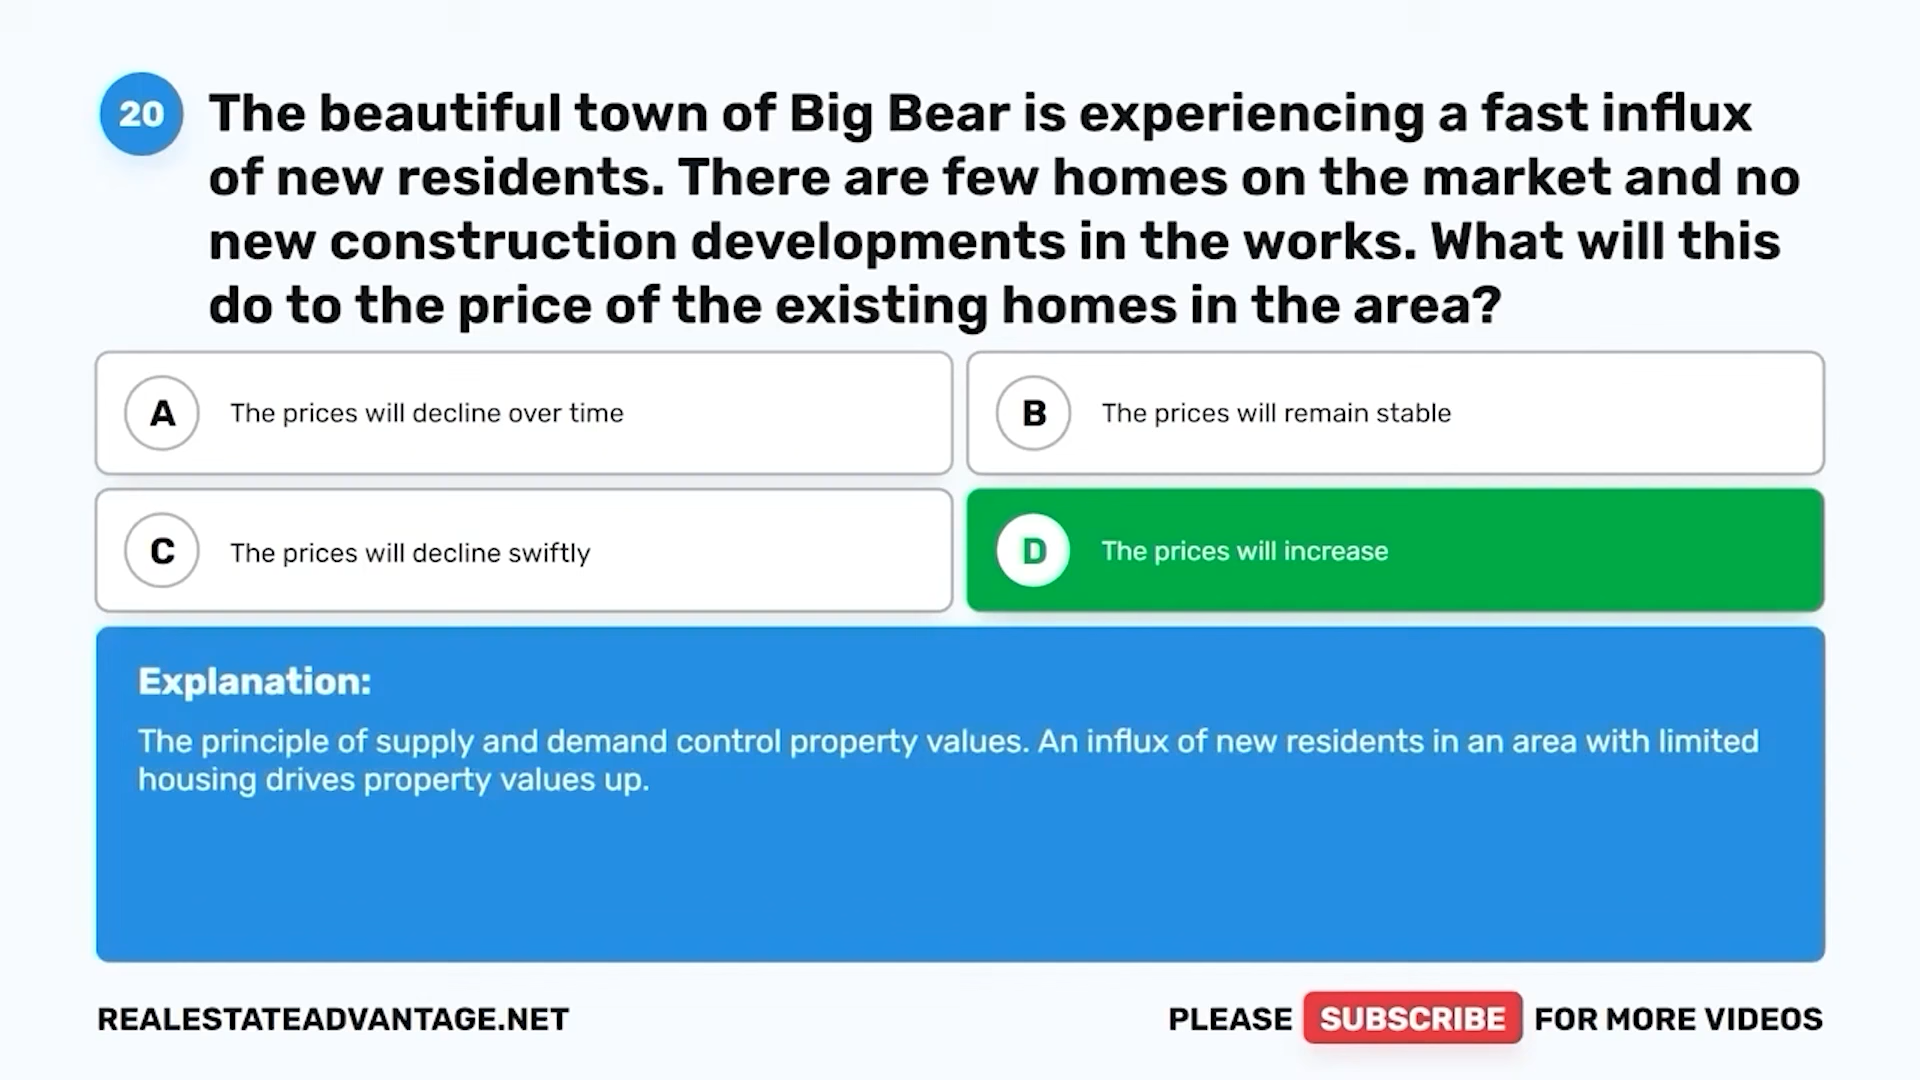 20
The beautiful town of Big Bear is experiencing a fast influx
of new residents. There are few homes on the market and no
new construction developments in the works. What will this
do to the price of the existing homes in the area?
A The prices will decline over time
B The prices will remain stable
C The prices will decline swiftly
D The prices will increase
Explanation:
The principle of supply and demand control property values. An influx of new residents in an area with limited
housing drives property values up.
REALESTATEADVANTAGE.NET
PLEASE SUBSCRIBE FOR MORE VIDEOS